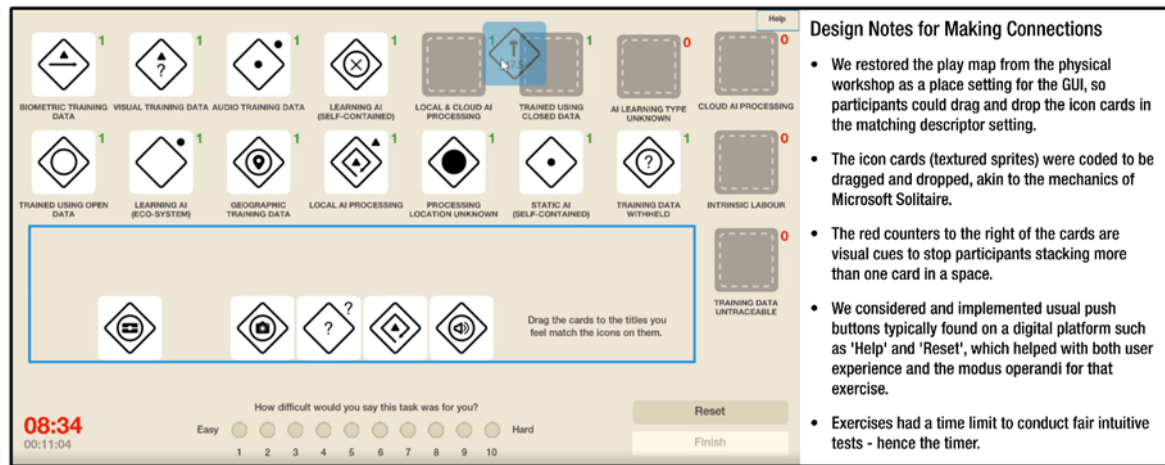 Help
1
1
1
1
1
1
0
0
?
17.5
BIOMETRIC TRAINING
DATA
VISUAL TRAINING DATA
AUDIO TRAINING DATA
LEARNING AI
(SELF-CONTAINED)
LOCAL & CLOUD AI
PROCESSING
TRAINED USING
CLOSED DATA
AI LEARNING TYPE
UNKNOWN
CLOUD AI PROCESSING
1
1
1
1
1
1
1
0
?
TRAINED USING OPEN
DATA
LEARNING AI
(ECO-SYSTEM)
GEOGRAPHIC
TRAINING DATA
LOCAL AI PROCESSING
PROCESSING
LOCATION UNKNOWN
STATIC AI
(SELF-CONTAINED)
TRAINING DATA
WITHHELD
INTRINSIC LABOUR
0
TRAINING DATA
UNTRACEABLE
? ?
Drag the cards to the titles you
feel match the icons on them.
How difficult would you say this task was for you?
Easy
Hard
1 2 3 4 5 6 7 8 9 10
08:34
00:11:04
Reset
Finish
Design Notes for Making Connections
• We restored the play map from the physical
workshop as a place setting for the GUI, so
participants could drag and drop the icon cards in
the matching descriptor setting.
• The icon cards (textured sprites) were coded to be
dragged and dropped, akin to the mechanics of
Microsoft Solitaire.
• The red counters to the right of the cards are
visual cues to stop participants stacking more
than one card in a space.
• We considered and implemented usual push
buttons typically found on a digital platform such
as 'Help' and 'Reset', which helped with both user
experience and the modus operandi for that
exercise.
• Exercises had a time limit to conduct fair intuitive
tests - hence the timer.